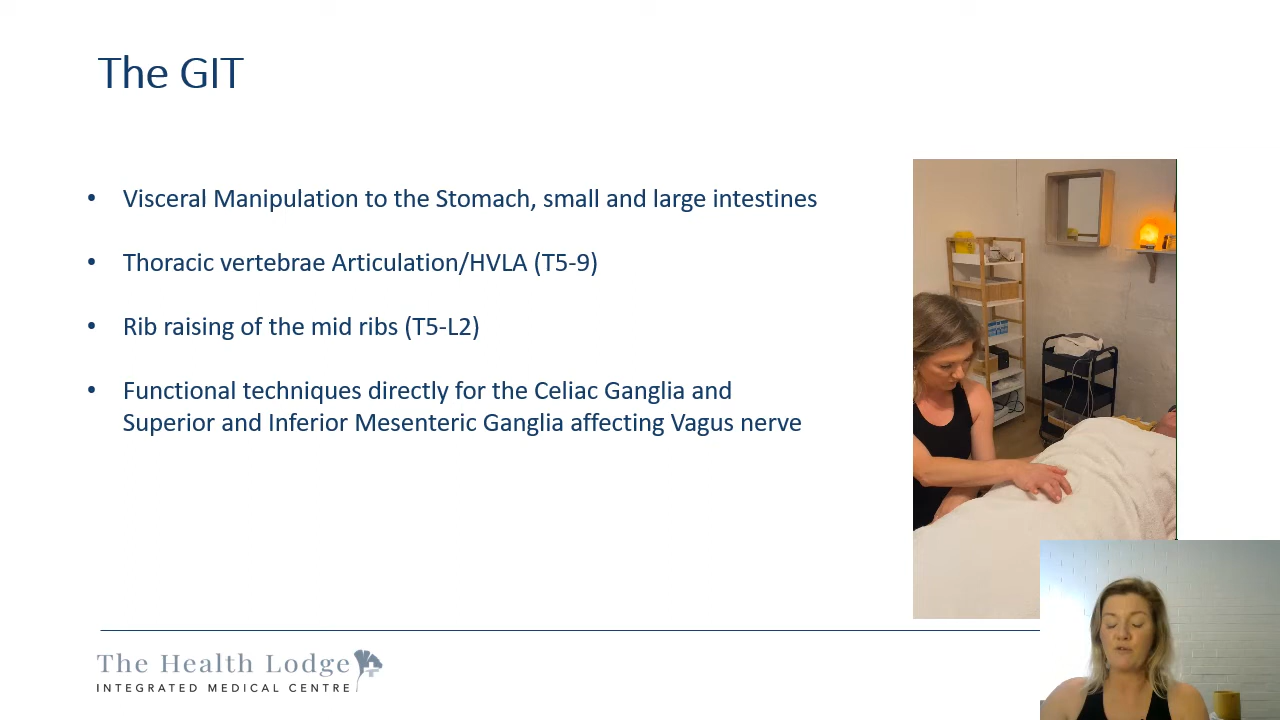 The GIT
• Visceral Manipulation to the Stomach, small and large intestines
• Thoracic vertebrae Articulation/HVLA (T5-9)
• Rib raising of the mid ribs (T5-L2)
• Functional techniques directly for the Celiac Ganglia and
Superior and Inferior Mesenteric Ganglia affecting Vagus nerve
The Health Lodge
INTEGRATED MEDICAL CENTRE